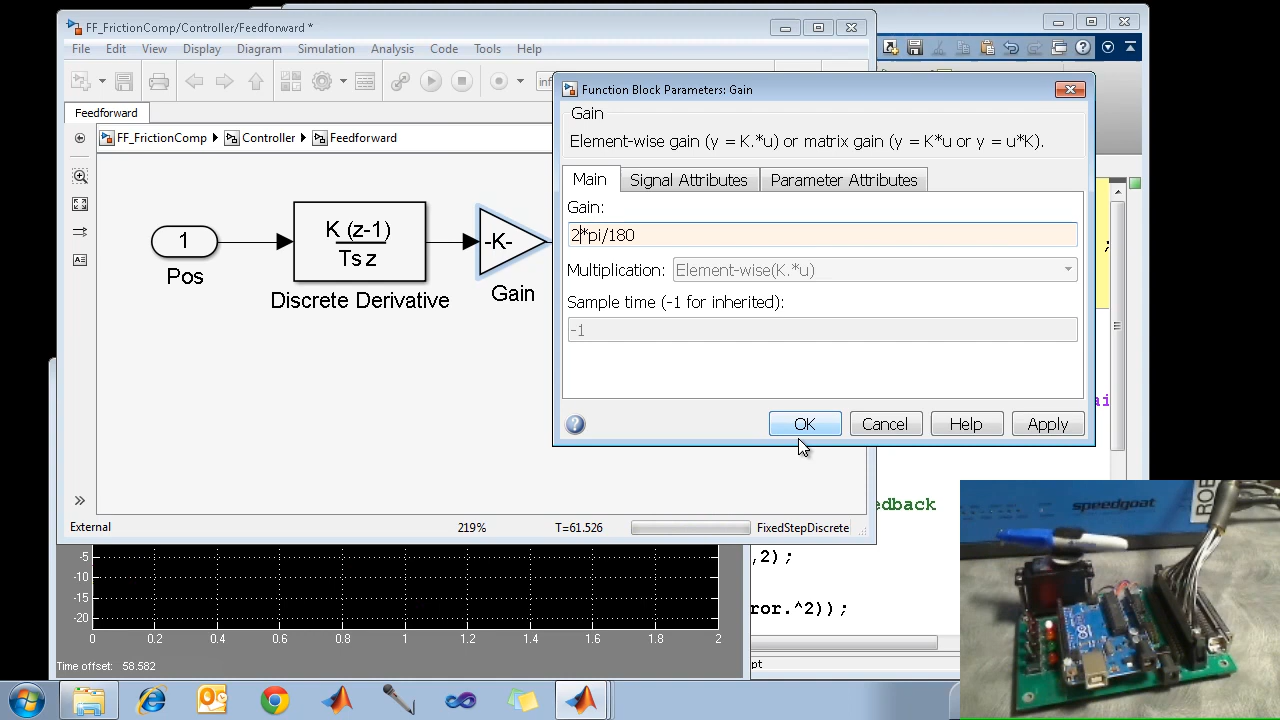 FF_FrictionComp/Controller/Feedforward *
File Edit View Display Diagram Simulation Analysis Code Tools Help
inf
Feedforward
FF_FrictionComp Controller Feedforward
1
Pos
K (z-1)
Ts z
Discrete Derivative
-K-
Gain
Function Block Parameters: Gain
Gain
Element-wise gain (y = K.*u) or matrix gain (y = K*u or y = u*K).
Main Signal Attributes Parameter Attributes
Gain:
2*pi/180
Multiplication: Element-wise(K.*u)
Sample time (-1 for inherited):
-1
OK Cancel Help Apply
;
ai
edback
,2);
ror.^2));
External 219% T=61.526 FixedStepDiscrete
-5
-10
-15
-20
0 0.2 0.4 0.6 0.8 1 1.2 1.4 1.6 1.8 2
Time offset: 58.582
pt
speedgoat
ROB